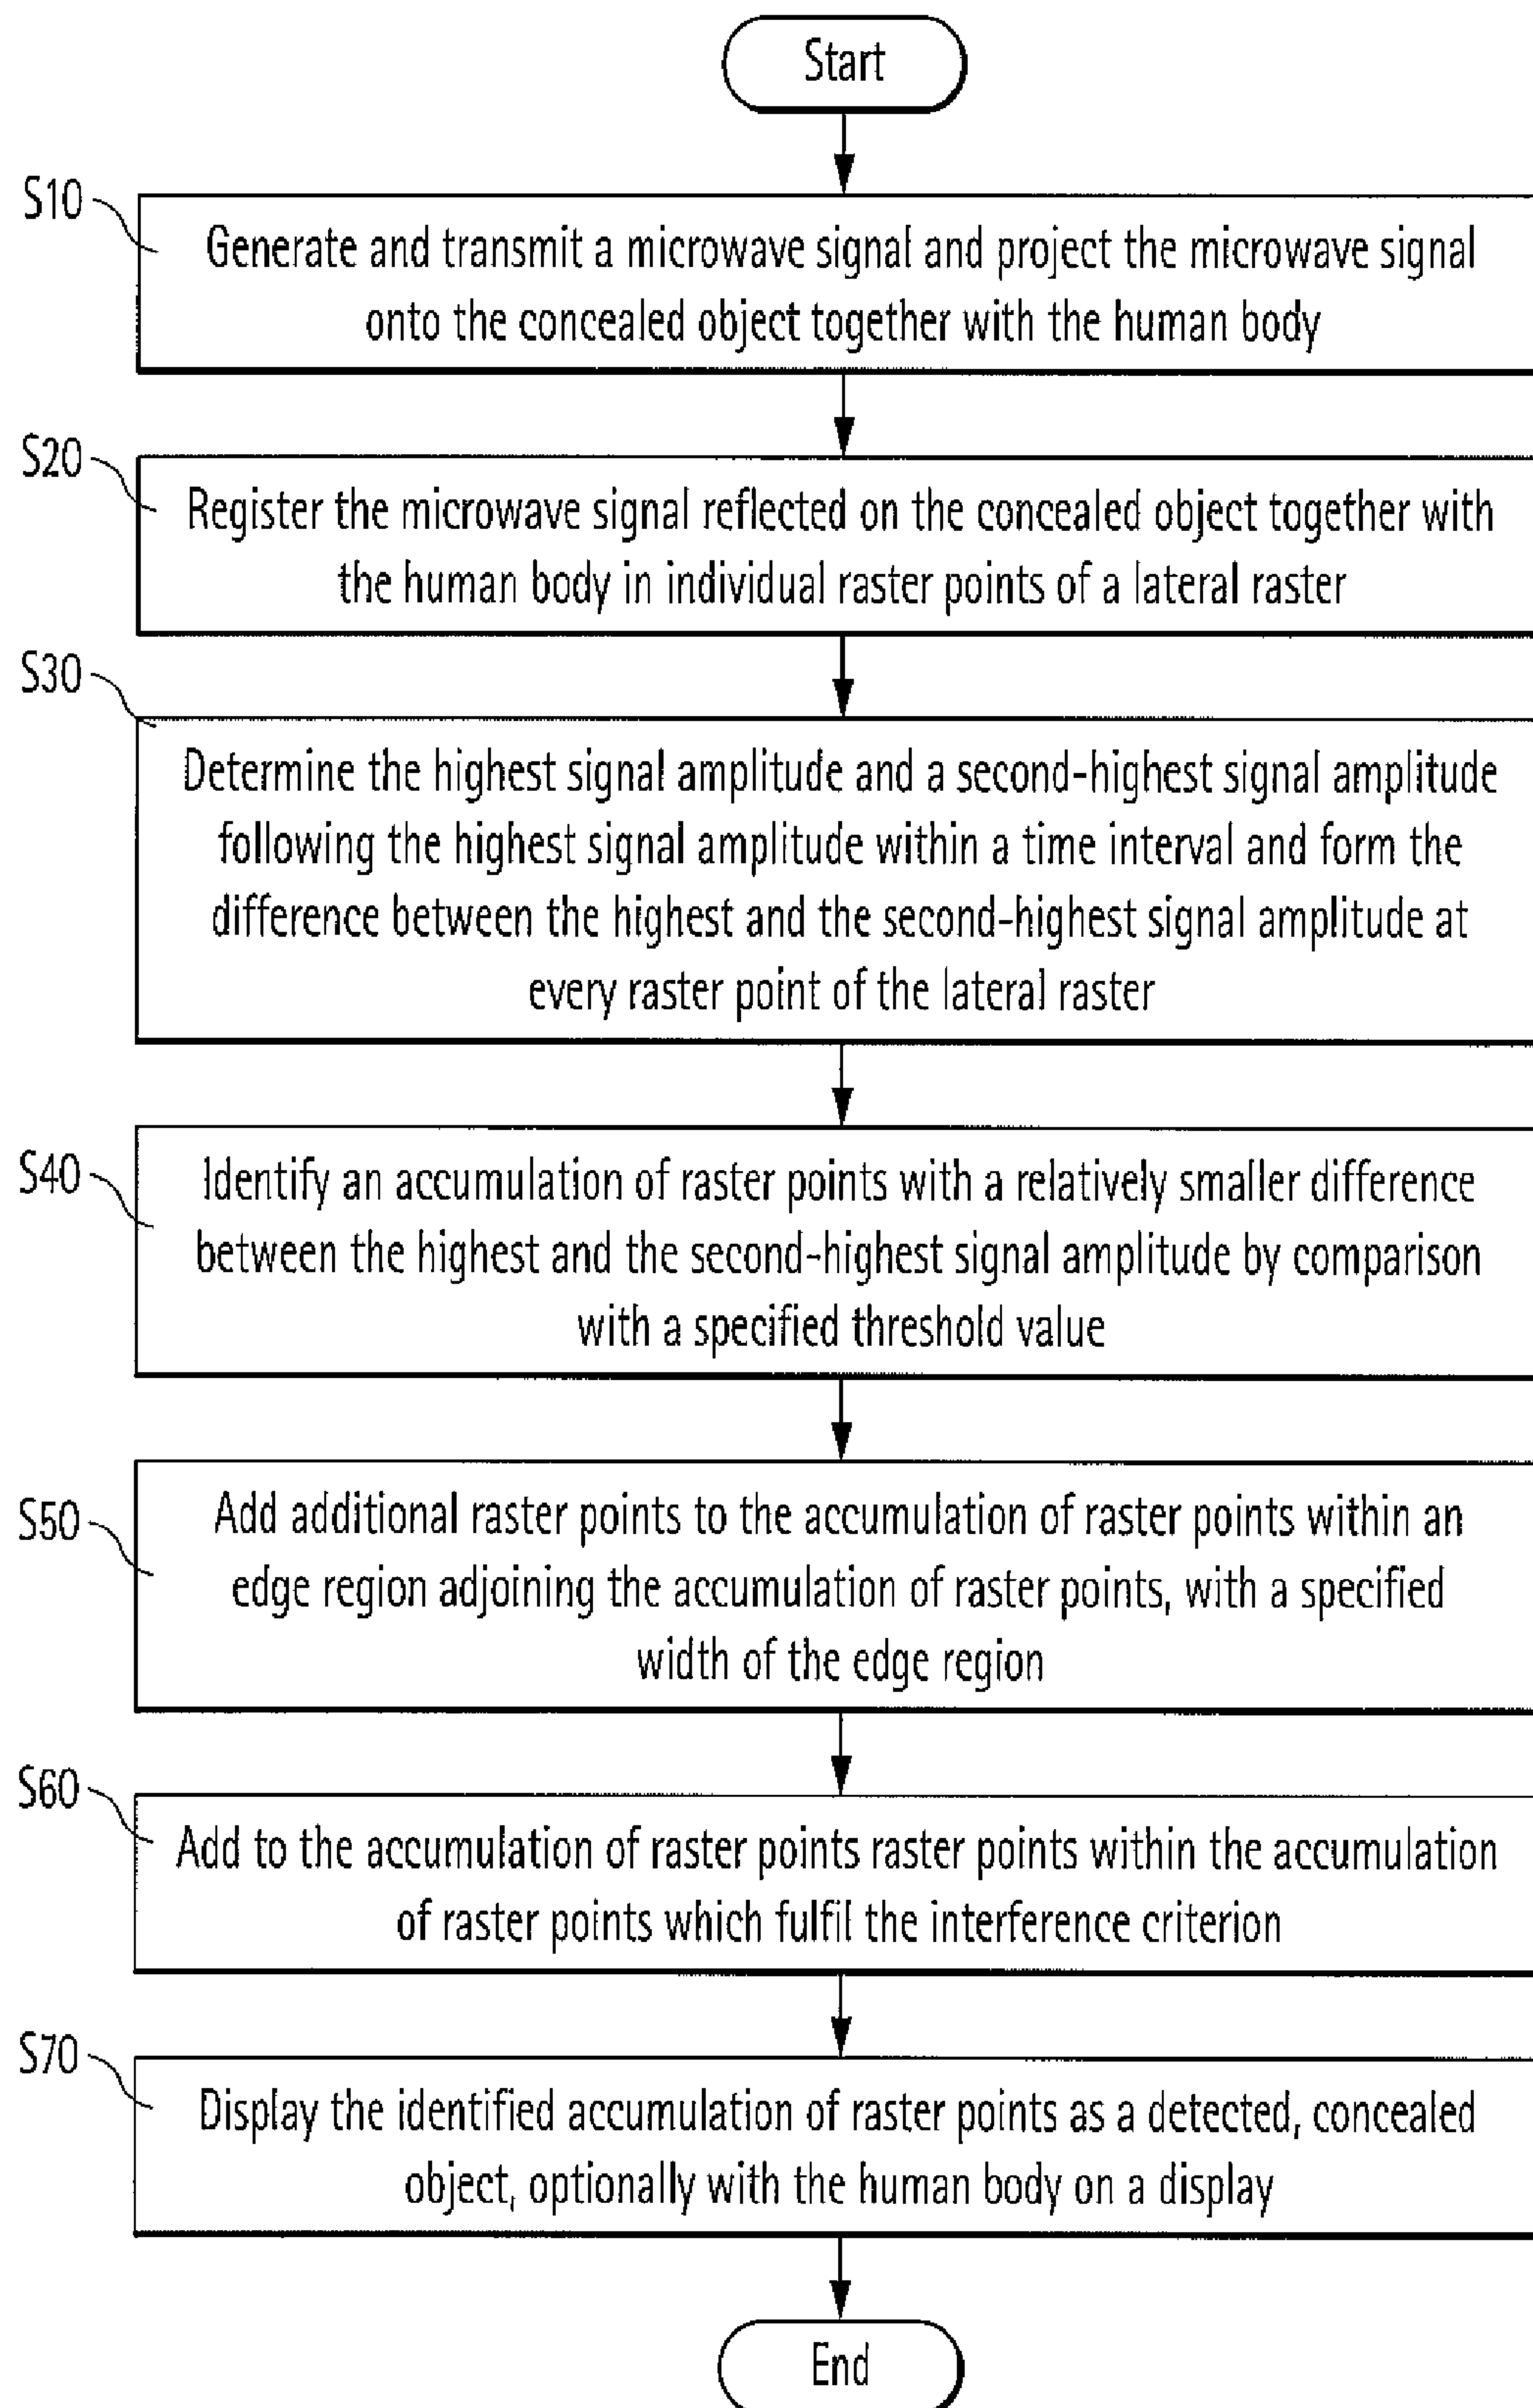 Start
S10
Generate and transmit a microwave signal and project the microwave signal
onto the concealed object together with the human body
S20
Register the microwave signal reflected on the concealed object together with
the human body in individual raster points of a lateral raster
S30
Determine the highest signal amplitude and a second-highest signal amplitude
following the highest signal amplitude within a time interval and form the
difference between the highest and the second-highest signal amplitude at
every raster point of the lateral raster
S40
Identify an accumulation of raster points with a relatively smaller difference
between the highest and the second-highest signal amplitude by comparison
with a specified threshold value
S50
Add additional raster points to the accumulation of raster points within an
edge region adjoining the accumulation of raster points, with a specified
width of the edge region
S60
Add to the accumulation of raster points raster points within the accumulation
of raster points which fulfil the interference criterion
S70
Display the identified accumulation of raster points as a detected, concealed
object, optionally with the human body on a display
End